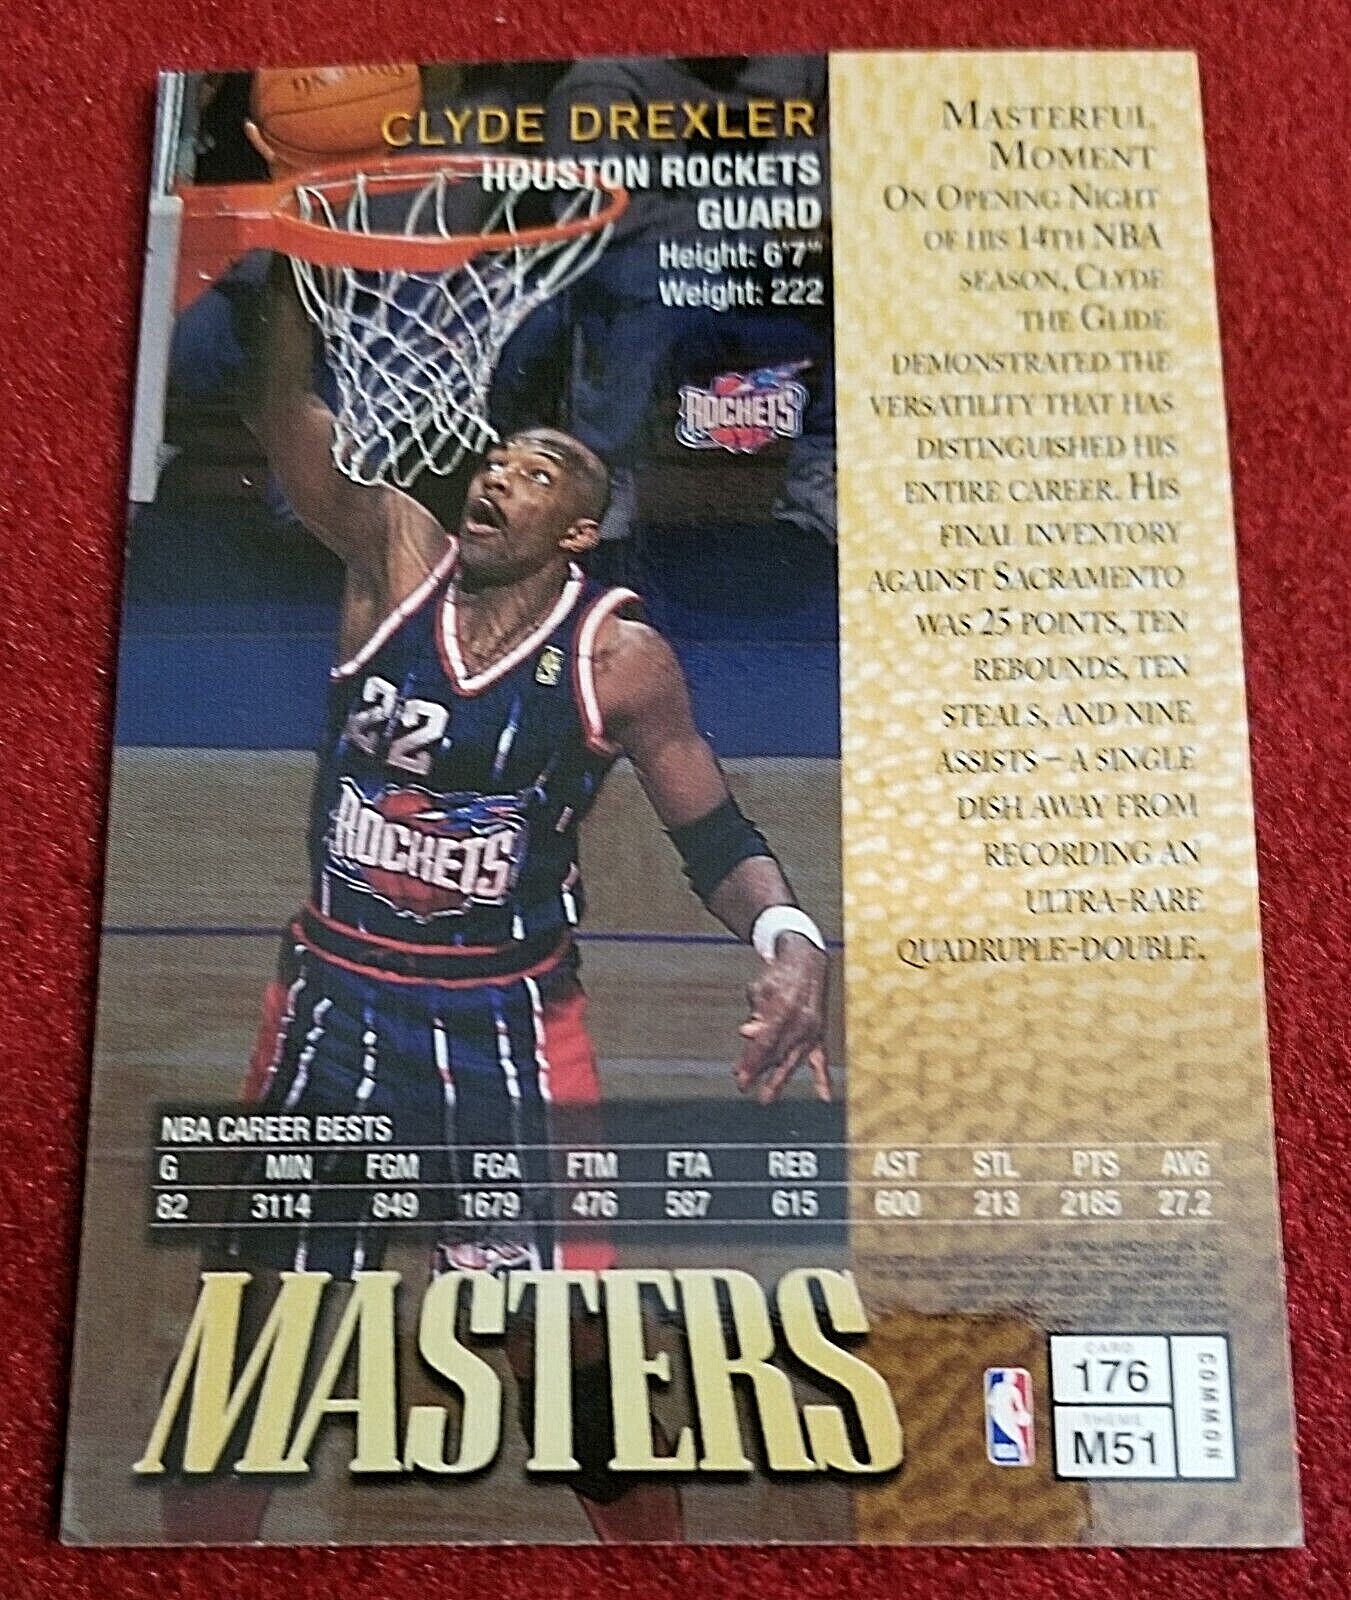 CLYDE DREXLER
HOUSTON ROCKETS
GUARD
Height: 6'7"
Weight: 222
ROCKETS
MASTERFUL
MOMENT
ON OPENING NIGHT
OF HIS 14TH NBA
SEASON, CLYDE
THE GLIDE
DEMONSTRATED THE
VERSATILITY THAT HAS
DISTINGUISHED HIS
ENTIRE CAREER. HIS
FINAL INVENTORY
AGAINST SACRAMENTO
WAS 25 POINTS, TEN
REBOUNDS, TEN
STEALS, AND NINE
ASSISTS – A SINGLE
DISH AWAY FROM
RECORDING AN
ULTRA-RARE
QUADRUPLE-DOUBLE.
22
ROCKETS
NBA CAREER BESTS
G MIN FGM FGA FTM FTA REB AST STL PTS AVG
82 3114 849 1679 476 587 615 600 213 2185 27.2
MASTERS
CARD
176
THEME
M51
COMMON